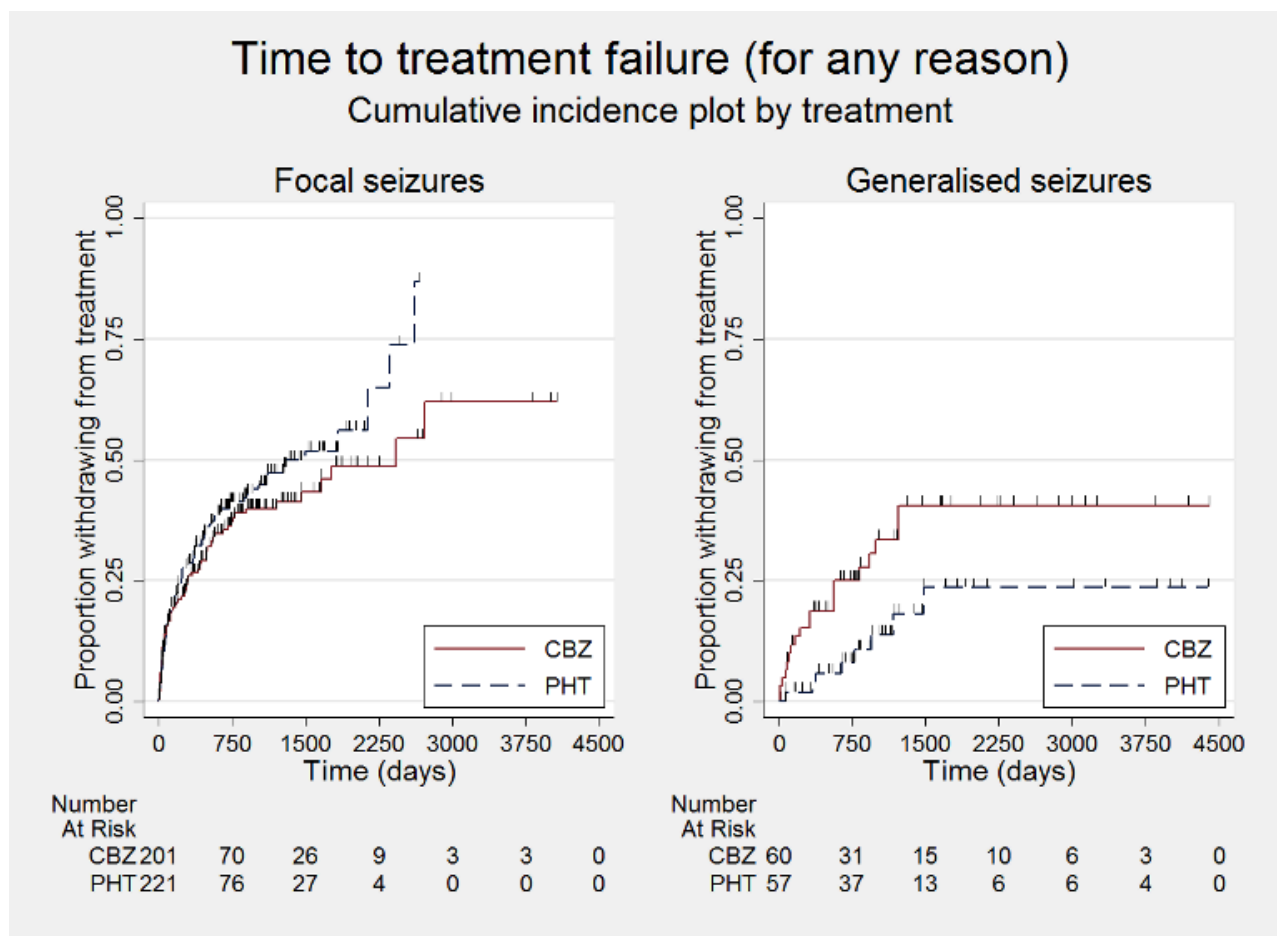 Time to treatment failure (for any reason)
Cumulative incidence plot by treatment
Focal seizures
Proportion withdrawing from treatment
1.00
0.75
0.50
0.25
0.00
CBZ
PHT
0 750 1500 2250 3000 3750 4500
Time (days)
Number
At Risk
CBZ 201 70 26 9 3 3 0
PHT 221 76 27 4 0 0 0
Generalised seizures
Proportion withdrawing from treatment
1.00
0.75
0.50
0.25
0.00
CBZ
PHT
0 750 1500 2250 3000 3750 4500
Time (days)
Number
At Risk
CBZ 60 31 15 10 6 3 0
PHT 57 37 13 6 6 4 0